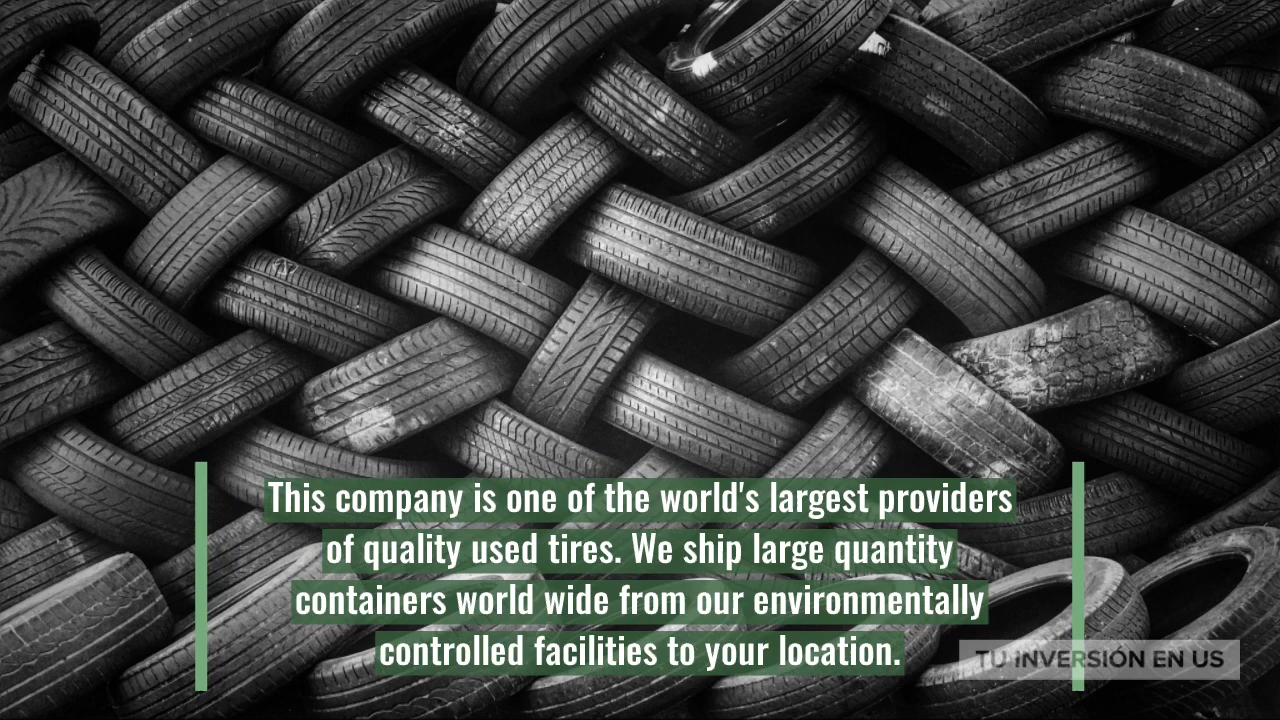 This company is one of the world's largest providers
of quality used tires. We ship large quantity
containers world wide from our environmentally
controlled facilities to your location.
TU INVERSIÓN EN US